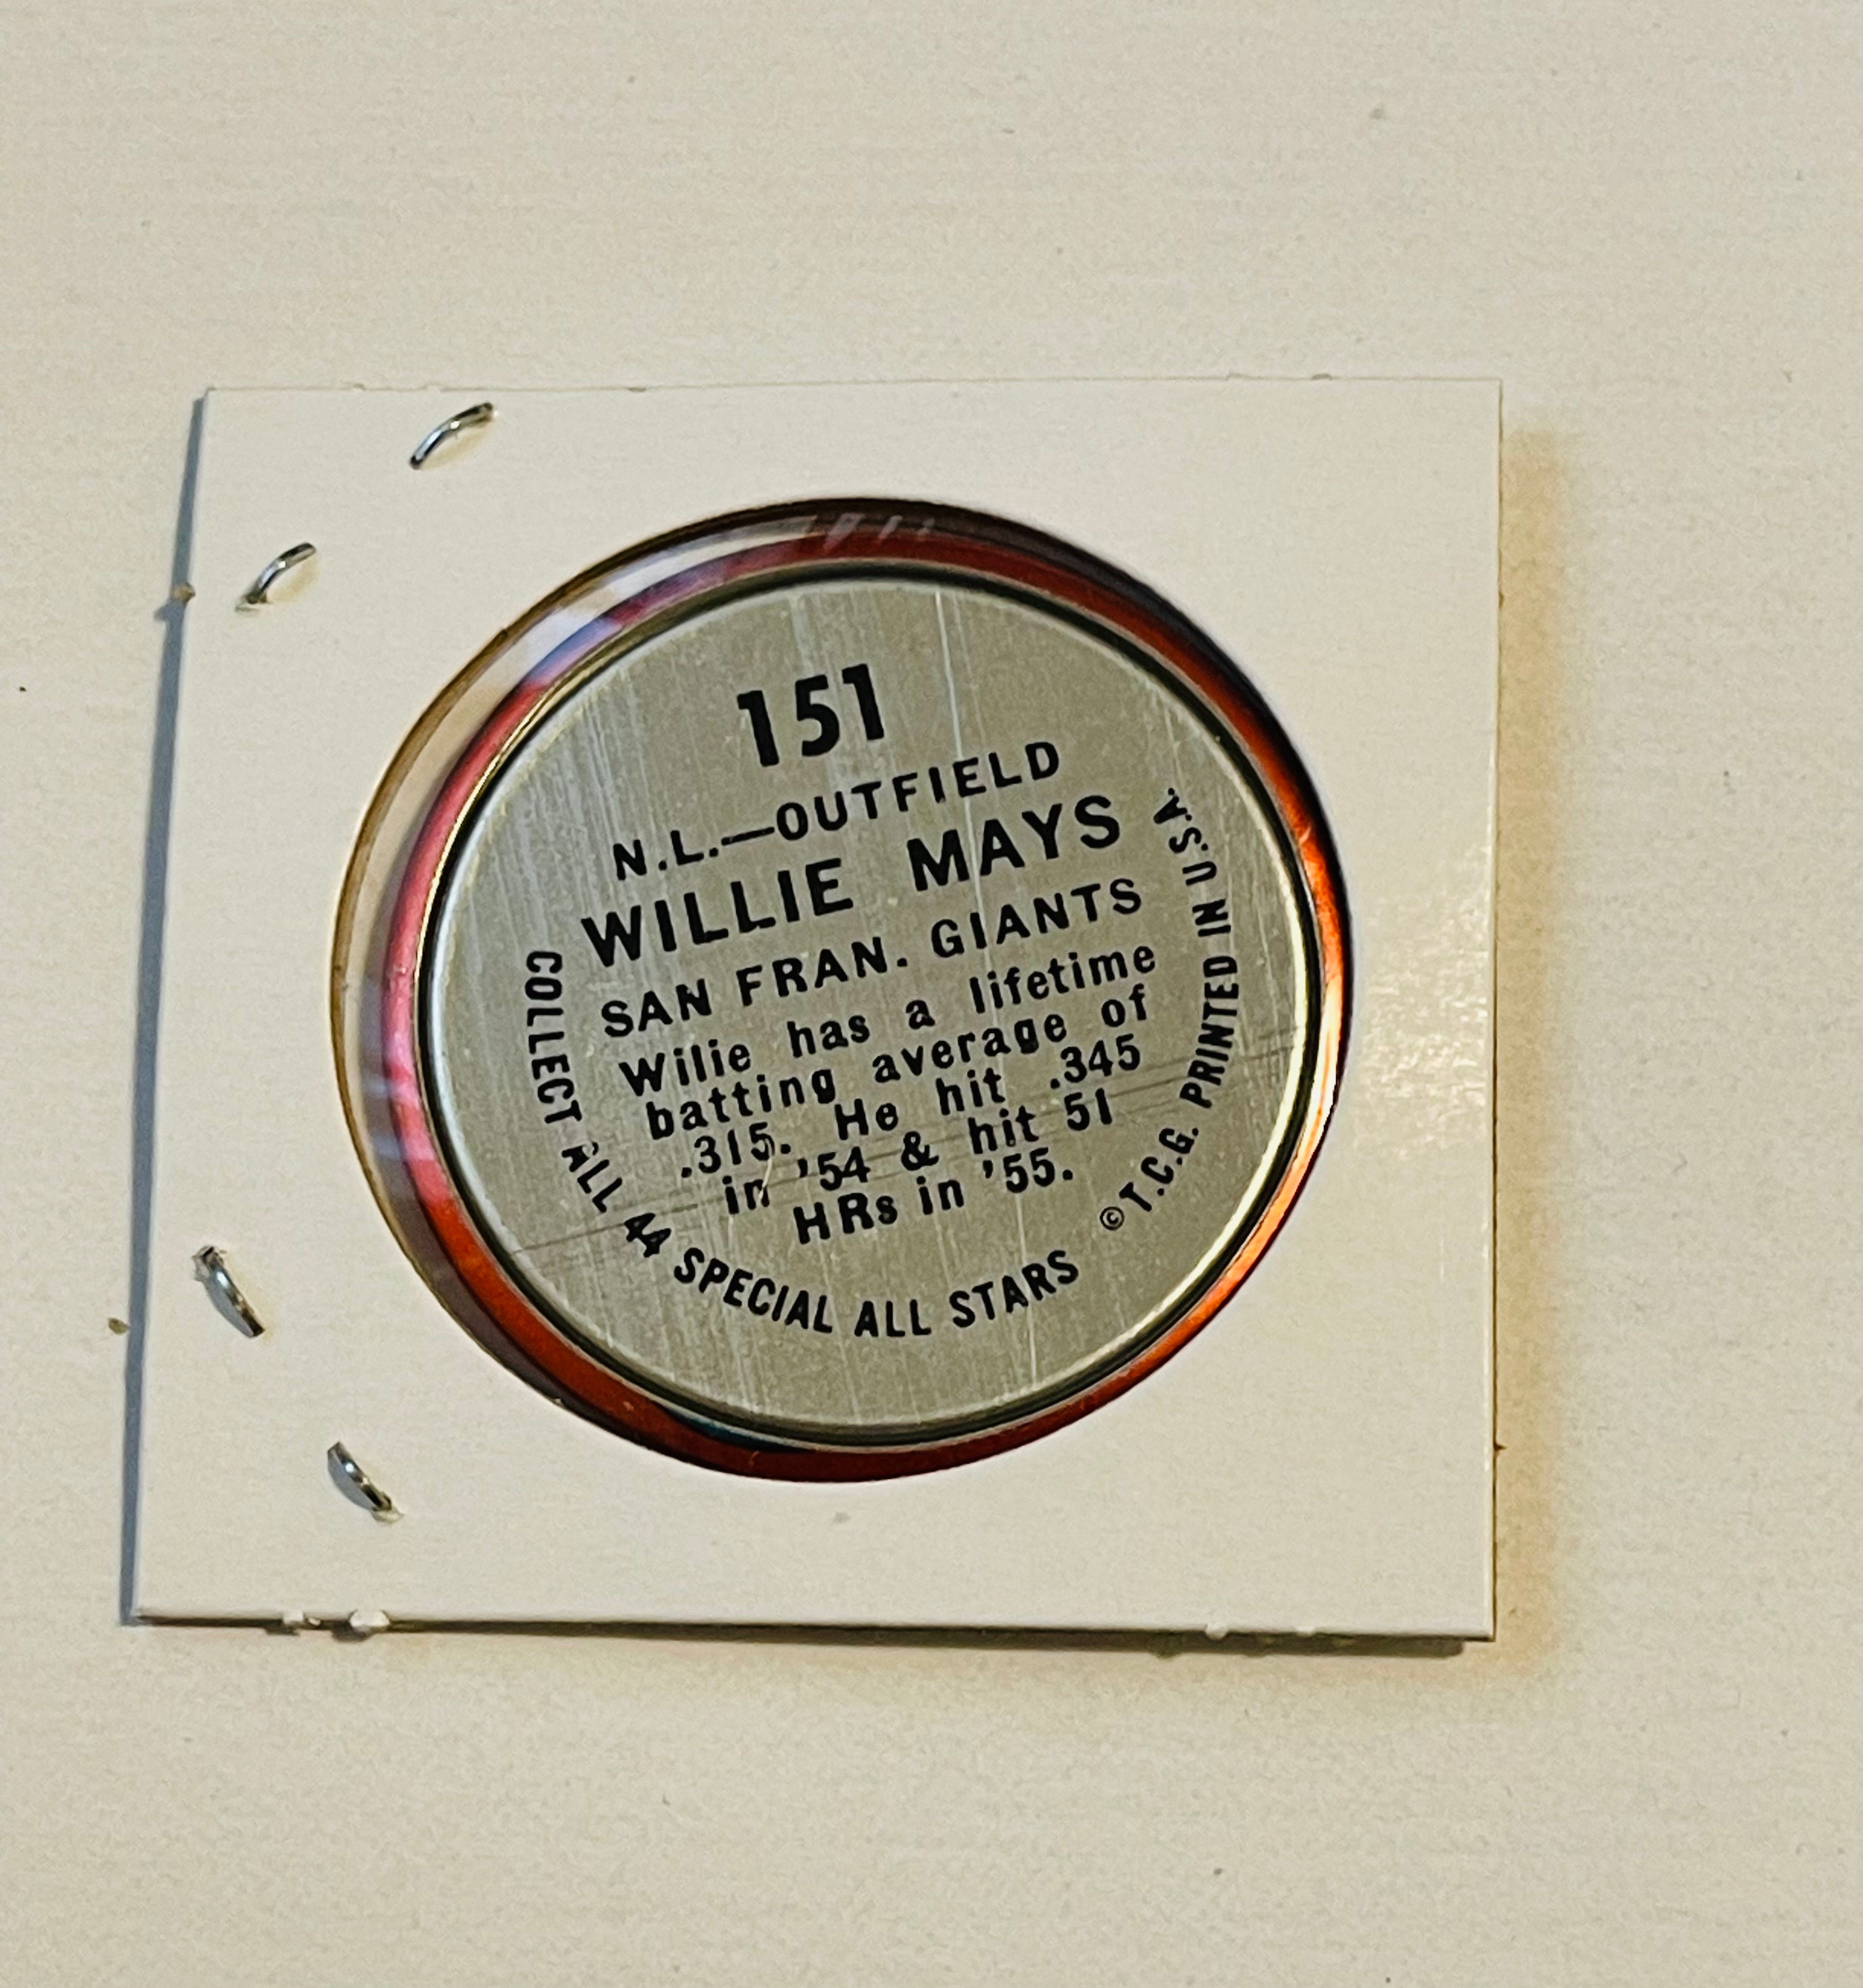 151
N.L.—OUTFIELD
WILLIE MAYS
SAN FRAN. GIANTS
Willie has a lifetime
batting average of
.315. He hit .345
in '54 & hit 51
HRs in '55.
COLLECT ALL 44 SPECIAL ALL STARS
© T.C.G. PRINTED IN U.S.A.